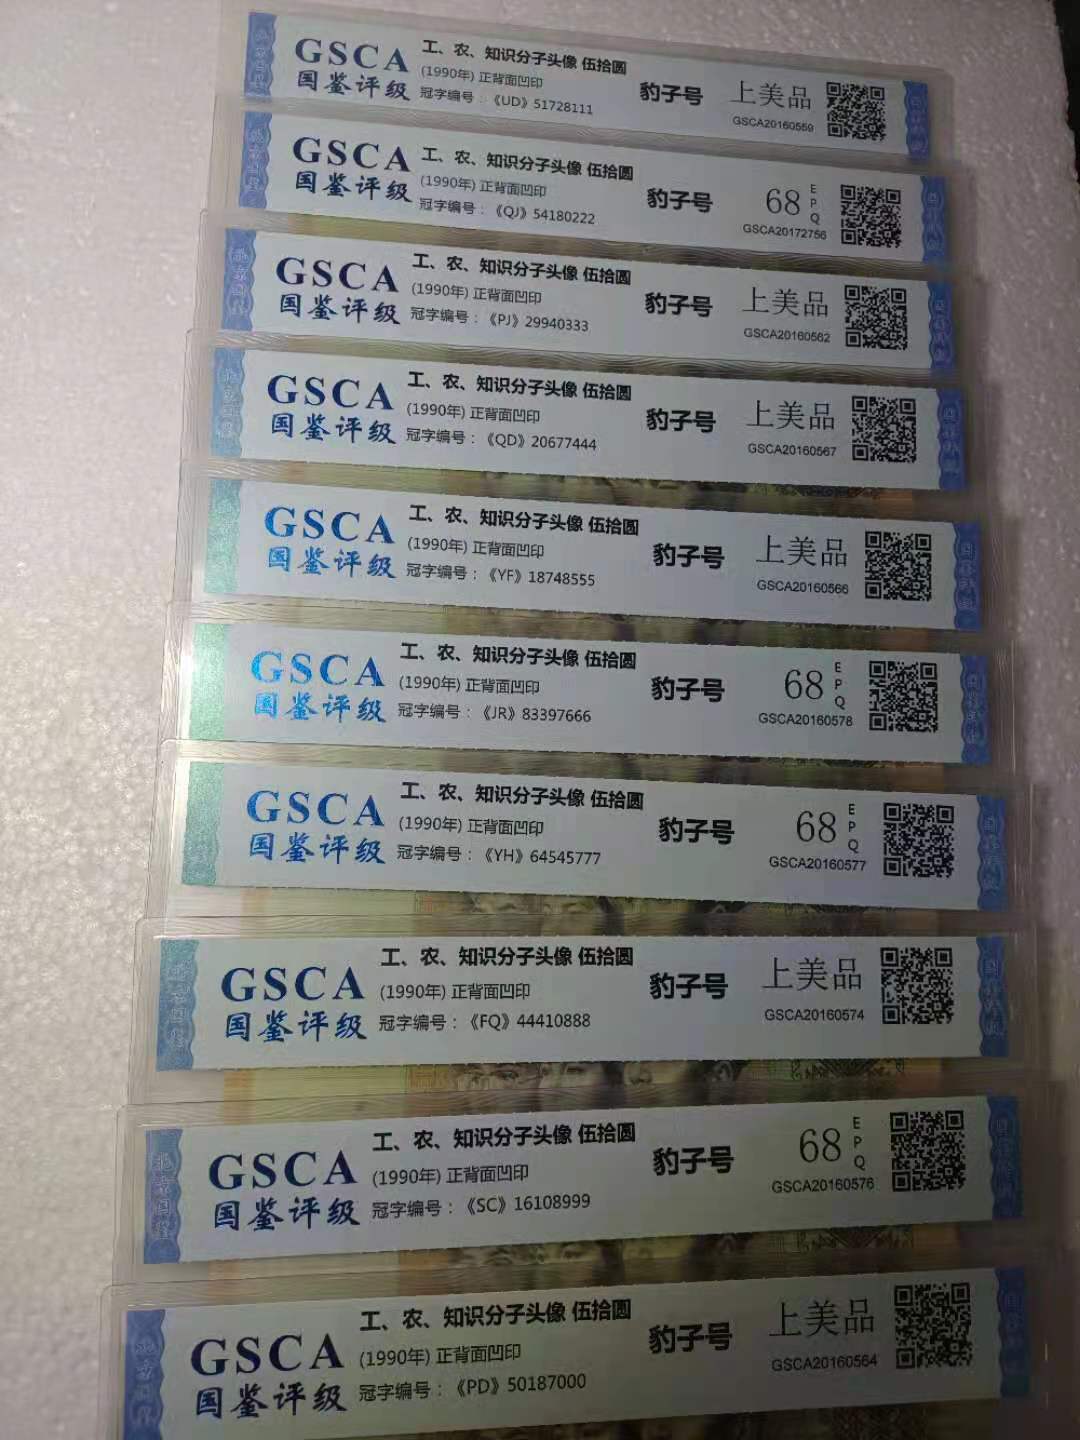 GSCA 工、农、知识分子头像 伍拾圆
国鉴评级 (1990年) 正背面凹印
冠字编号：《UD》51728111
豹子号
上美品
GSCA20160559
GSCA 工、农、知识分子头像 伍拾圆
国鉴评级 (1990年) 正背面凹印
冠字编号：《QJ》54180222
豹子号
68 EPQ
GSCA20172756
GSCA 工、农、知识分子头像 伍拾圆
国鉴评级 (1990年) 正背面凹印
冠字编号：《PJ》29940333
豹子号
上美品
GSCA20160562
GSCA 工、农、知识分子头像 伍拾圆
国鉴评级 (1990年) 正背面凹印
冠字编号：《QD》20677444
豹子号
上美品
GSCA20160567
GSCA 工、农、知识分子头像 伍拾圆
国鉴评级 (1990年) 正背面凹印
冠字编号：《YF》18748555
豹子号
上美品
GSCA20160566
GSCA 工、农、知识分子头像 伍拾圆
国鉴评级 (1990年) 正背面凹印
冠字编号：《JR》83397666
豹子号
68 EPQ
GSCA20160578
GSCA 工、农、知识分子头像 伍拾圆
国鉴评级 (1990年) 正背面凹印
冠字编号：《YH》64545777
豹子号
68 EPQ
GSCA20160577
GSCA 工、农、知识分子头像 伍拾圆
国鉴评级 (1990年) 正背面凹印
冠字编号：《FQ》44410888
豹子号
上美品
GSCA20160574
GSCA 工、农、知识分子头像 伍拾圆
国鉴评级 (1990年) 正背面凹印
冠字编号：《SC》16108999
豹子号
68 EPQ
GSCA20160576
GSCA 工、农、知识分子头像 伍拾圆
国鉴评级 (1990年) 正背面凹印
冠字编号：《PD》50187000
豹子号
上美品
GSCA20160564